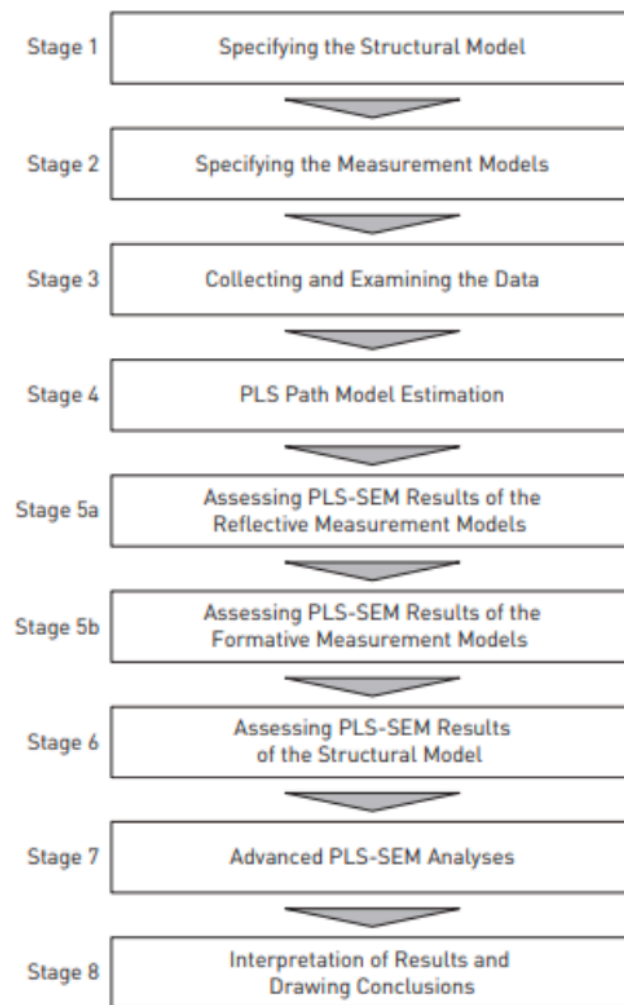 Stage 1
Specifying the Structural Model
Stage 2
Specifying the Measurement Models
Stage 3
Collecting and Examining the Data
Stage 4
PLS Path Model Estimation
Stage 5a
Assessing PLS-SEM Results of the
Reflective Measurement Models
Stage 5b
Assessing PLS-SEM Results of the
Formative Measurement Models
Stage 6
Assessing PLS-SEM Results
of the Structural Model
Stage 7
Advanced PLS-SEM Analyses
Stage 8
Interpretation of Results and
Drawing Conclusions